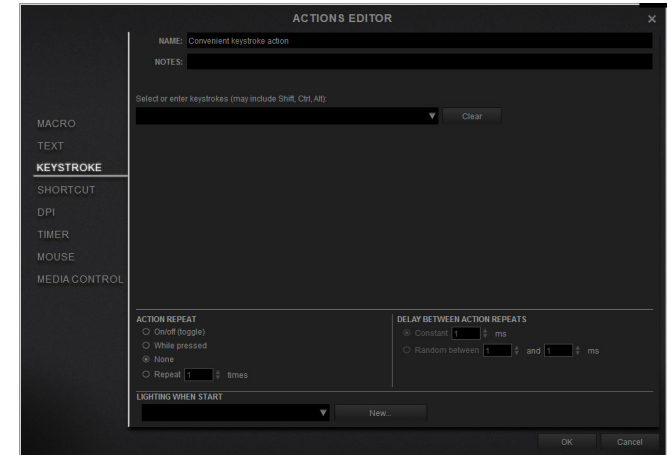 ACTIONS EDITOR
NAME: Convenient keystroke action
NOTES:
Select or enter keystrokes (may include Shift, Ctrl, Alt):
Clear
MACRO
TEXT
KEYSTROKE
SHORTCUT
DPI
TIMER
MOUSE
MEDIA CONTROL
ACTION REPEAT
On/off (toggle)
While pressed
None
Repeat 1 times
DELAY BETWEEN ACTION REPEATS
Constant 1 ms
Random between 1 and 1 ms
LIGHTING WHEN START
New...
OK Cancel